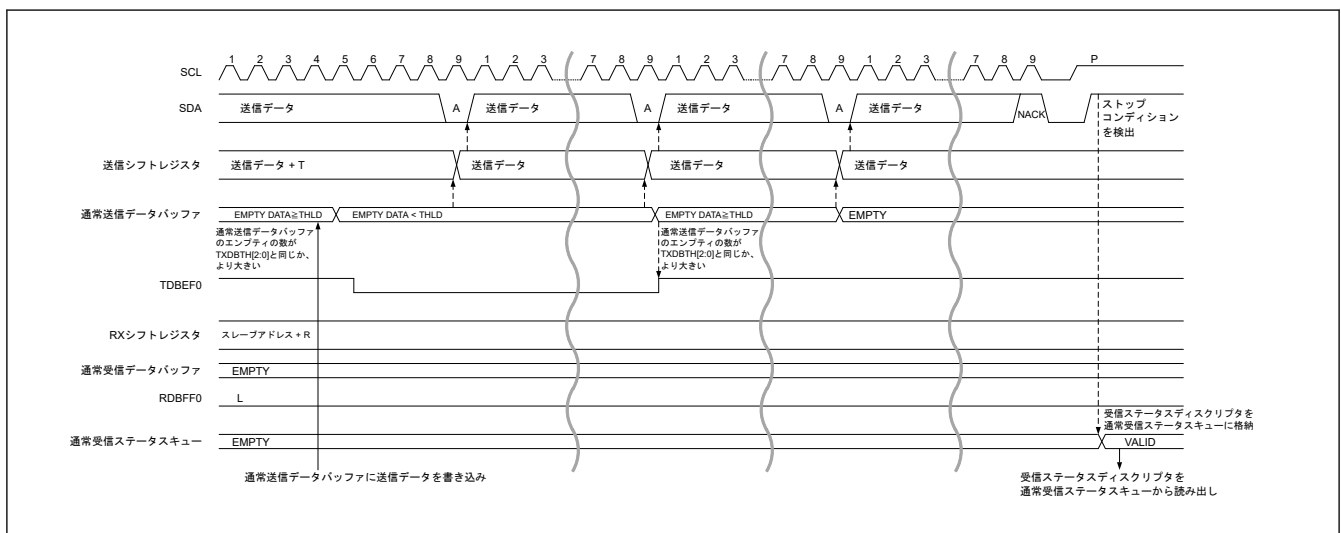 1 2 3 4 5 6 7 8 9 1 2 3 7 8 9 1 2 3 7 8 9 1 2 3 7 8 9 P
SCL
SDA 送信データ A 送信データ A 送信データ A 送信データ NACK
ストップ
コンディション
を検出
送信シフトレジスタ 送信データ + T 送信データ 送信データ 送信データ
通常送信データバッファ EMPTY DATA≧THLD EMPTY DATA < THLD EMPTY DATA≧THLD EMPTY
通常送信データバッファ
のエンプティの数が
TXDBTH[2:0]と同じか、
より大きい
通常送信データバッファ
のエンプティの数が
TXDBTH[2:0]と同じか、
より大きい
TDBEF0
RXシフトレジスタ スレーブアドレス + R
通常受信データバッファ EMPTY
RDBFF0 L
受信ステータスディスクリプタを
通常受信ステータスキューに格納
通常受信ステータスキュー EMPTY VALID
通常送信データバッファに送信データを書き込み
受信ステータスディスクリプタを
通常受信ステータスキューから読み出し